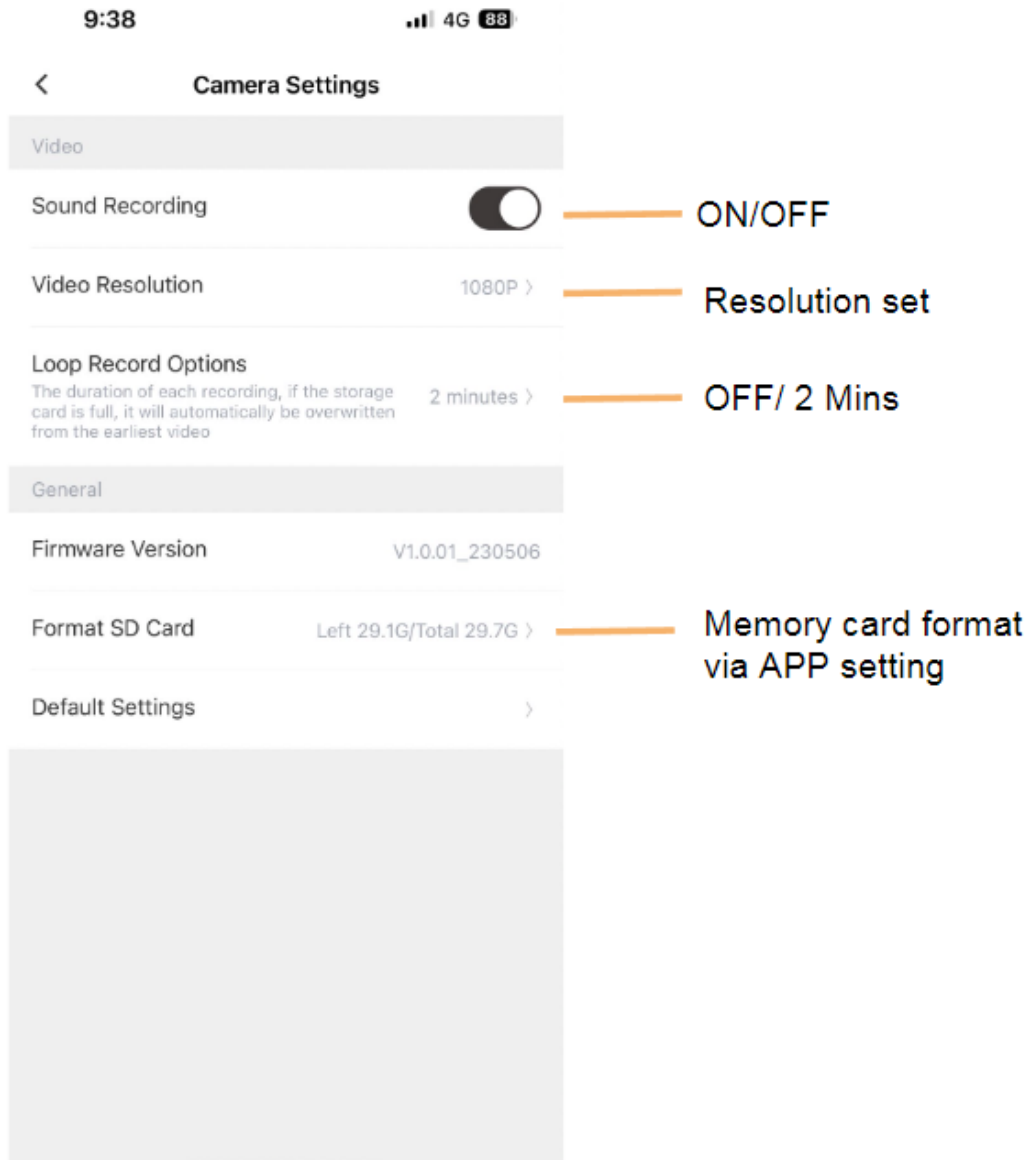 9:38 4G 88
Camera Settings
Video
Sound Recording
ON/OFF
Video Resolution 1080P
Resolution set
Loop Record Options
The duration of each recording, if the storage
card is full, it will automatically be overwritten
from the earliest video
2 minutes
OFF/ 2 Mins
General
Firmware Version V1.0.01_230506
Format SD Card Left 29.1G/Total 29.7G
Memory card format
via APP setting
Default Settings